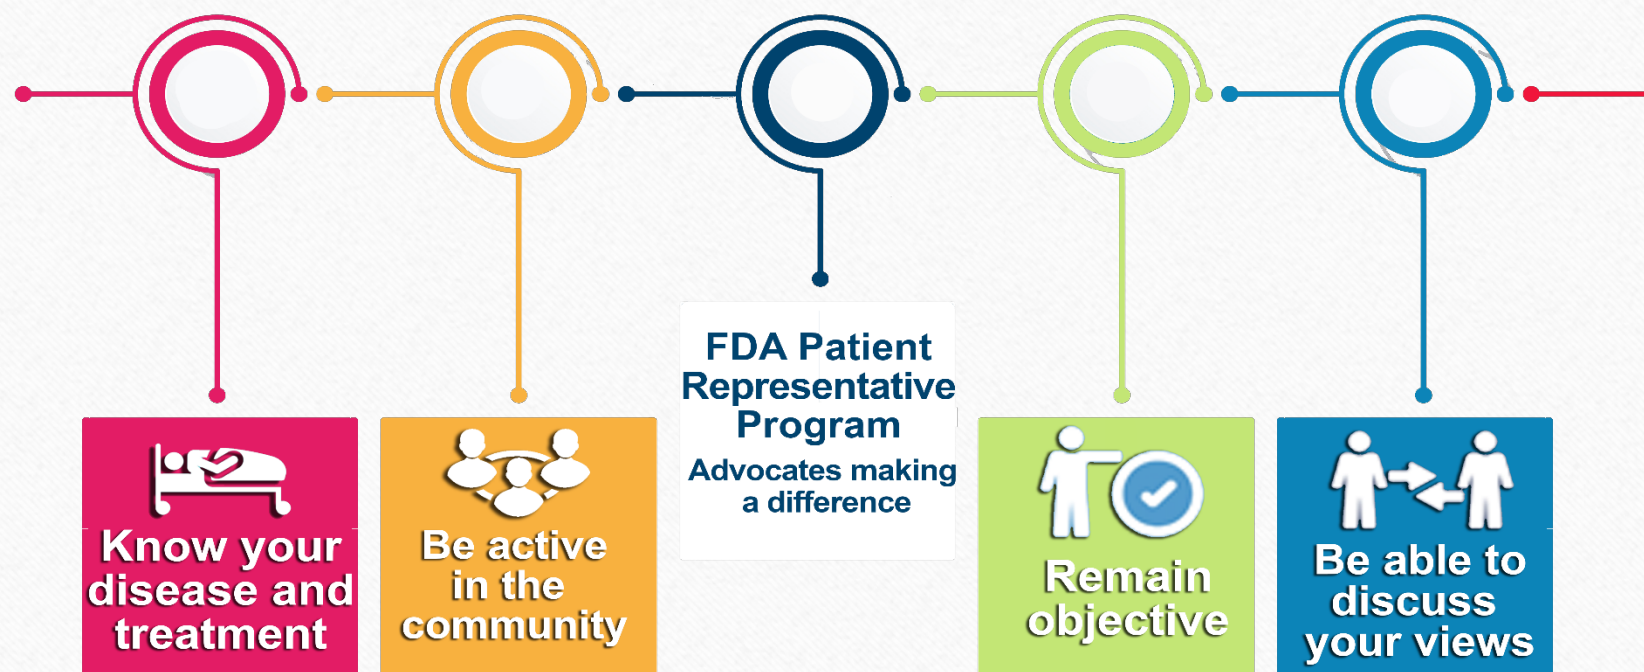 Know your
disease and
treatment
Be active
in the
community
FDA Patient
Representative
Program
Advocates making
a difference
Remain
objective
Be able to
discuss
your views